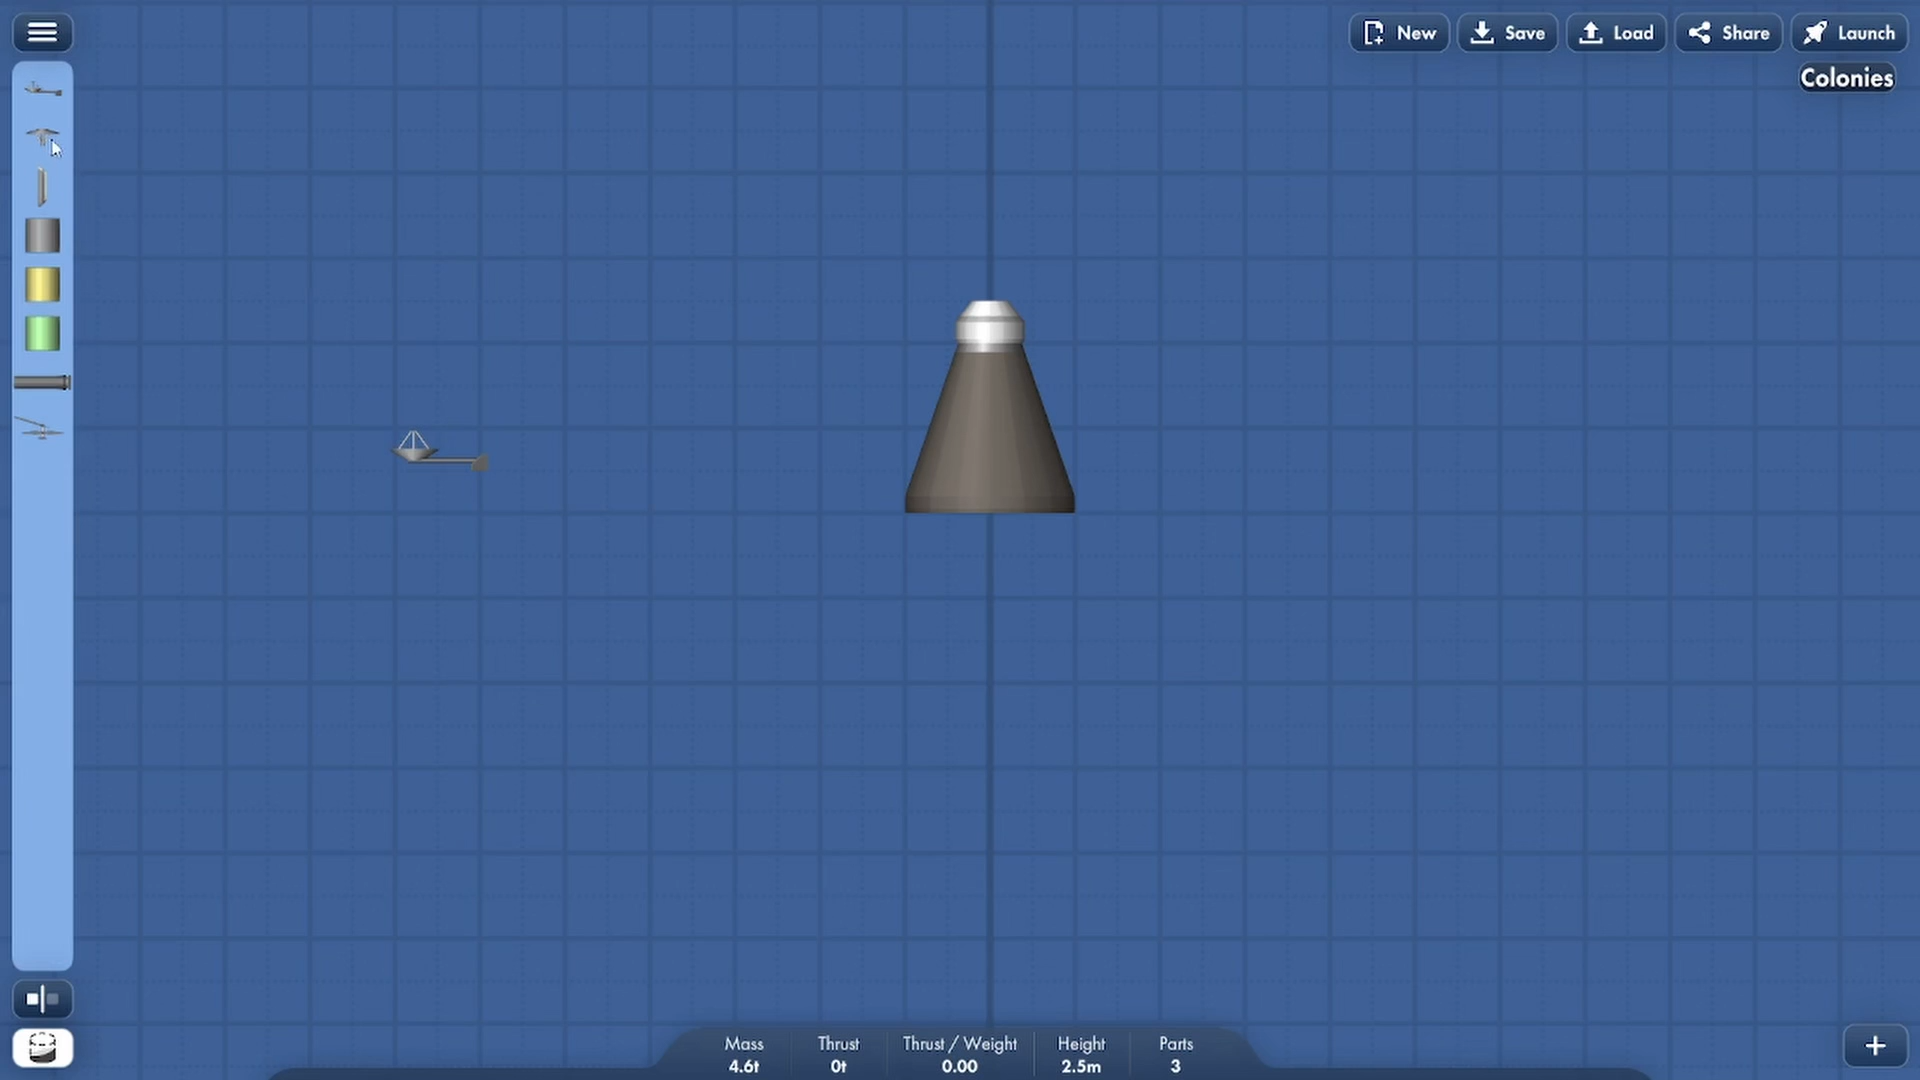 New
Save
Load
Share
Launch
Colonies
Mass
Thrust
Thrust / Weight
Height
Parts
4.6t
0t
0.00
2.5m
3